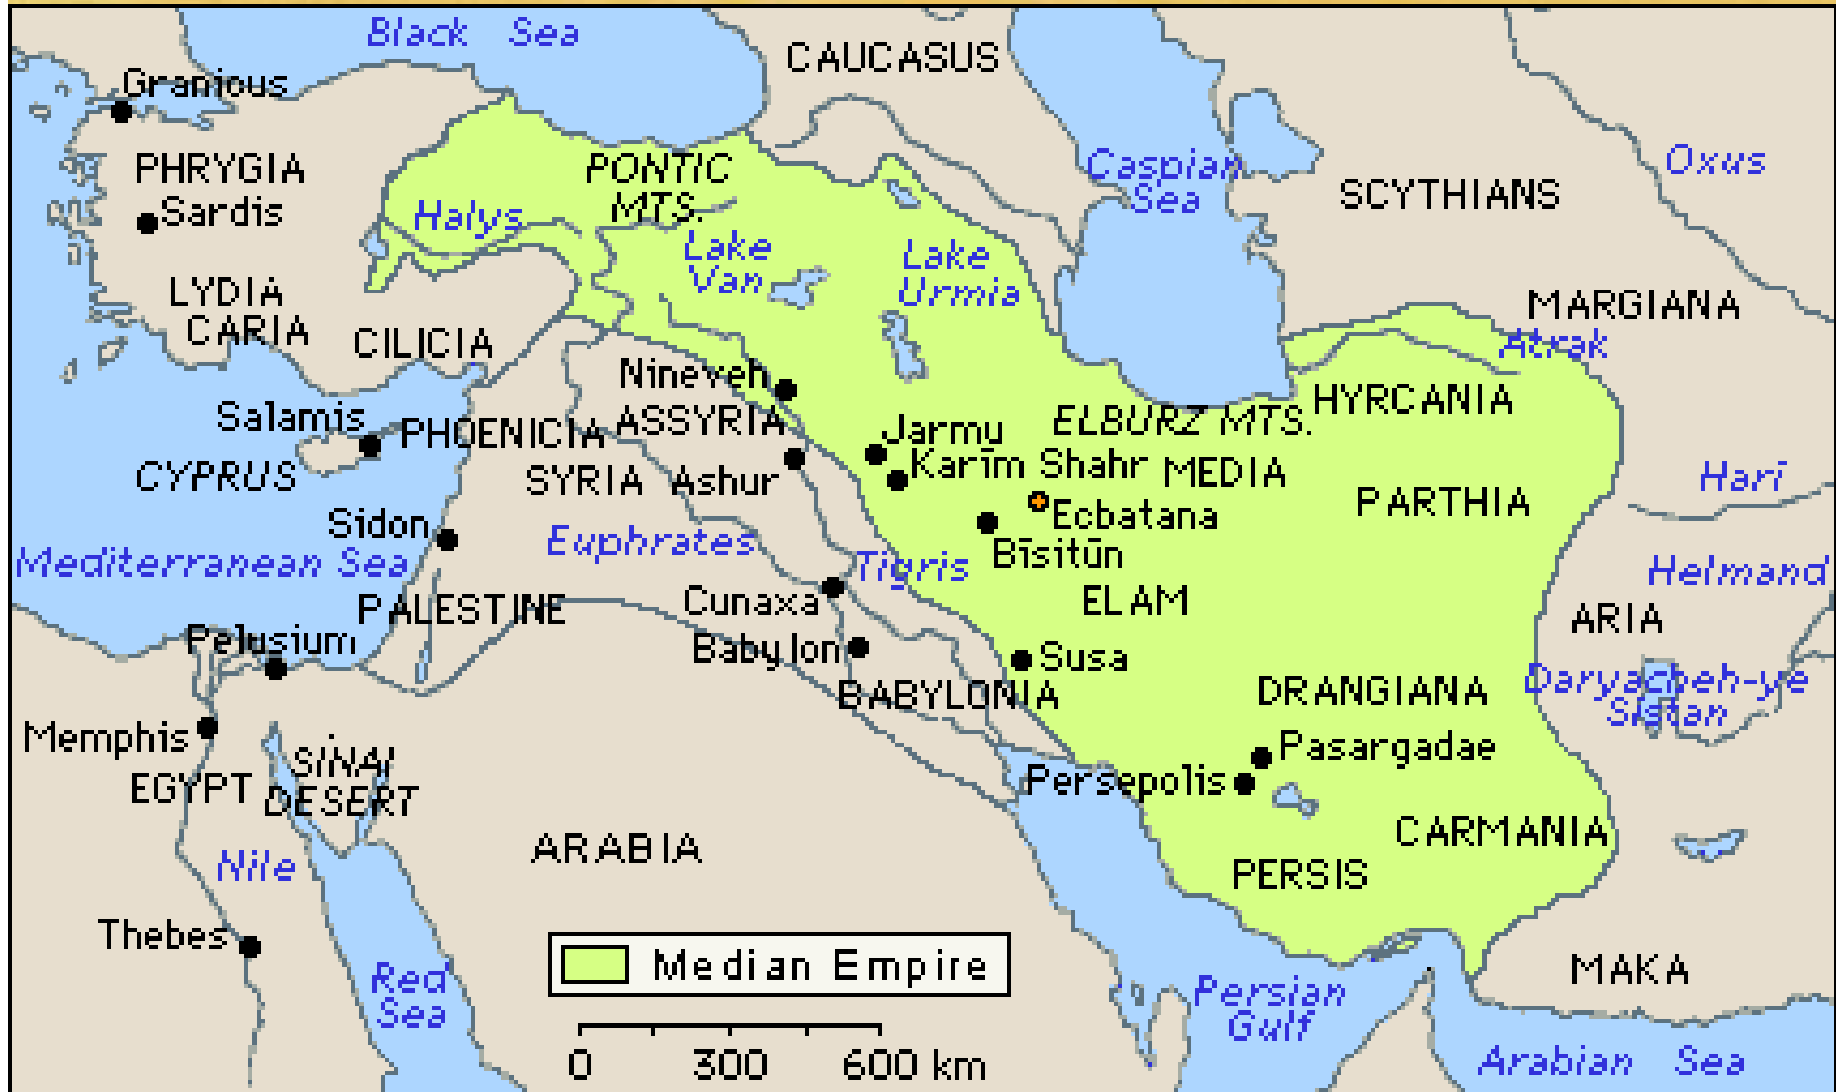 Black Sea
CAUCASUS
Granicus
PHRYGIA
PONTIC
MTS.
Caspian
Sea
Oxus
SCYTHIANS
Sardis
Halys
Lake
Van
Lake
Urmia
LYDIA
CARIA
CILICIA
MARGIANA
Atrak
Nineveh
HYRCANIA
Salamis
PHOENICIA
ASSYRIA
Jarmu
ELBURZ MTS.
CYPRUS
SYRIA
Ashur
Karīm Shahr
MEDIA
Harī
PARTHIA
Sidon
Euphrates
Ecbatana
Bīsitūn
Mediterranean Sea
Tigris
Helmand
PALESTINE
Cunaxa
ELAM
ARIA
Pelusium
Babylon
Susa
BABYLONIA
DRANGIANA
Daryacheh-ye
Sistan
Memphis
SINAI
DESERT
EGYPT
Pasargadae
Persepolis
ARABIA
CARMANIA
Nile
PERSIS
Thebes
Median Empire
MAKA
Red
Sea
Persian
Gulf
0 300 600 km
Arabian Sea